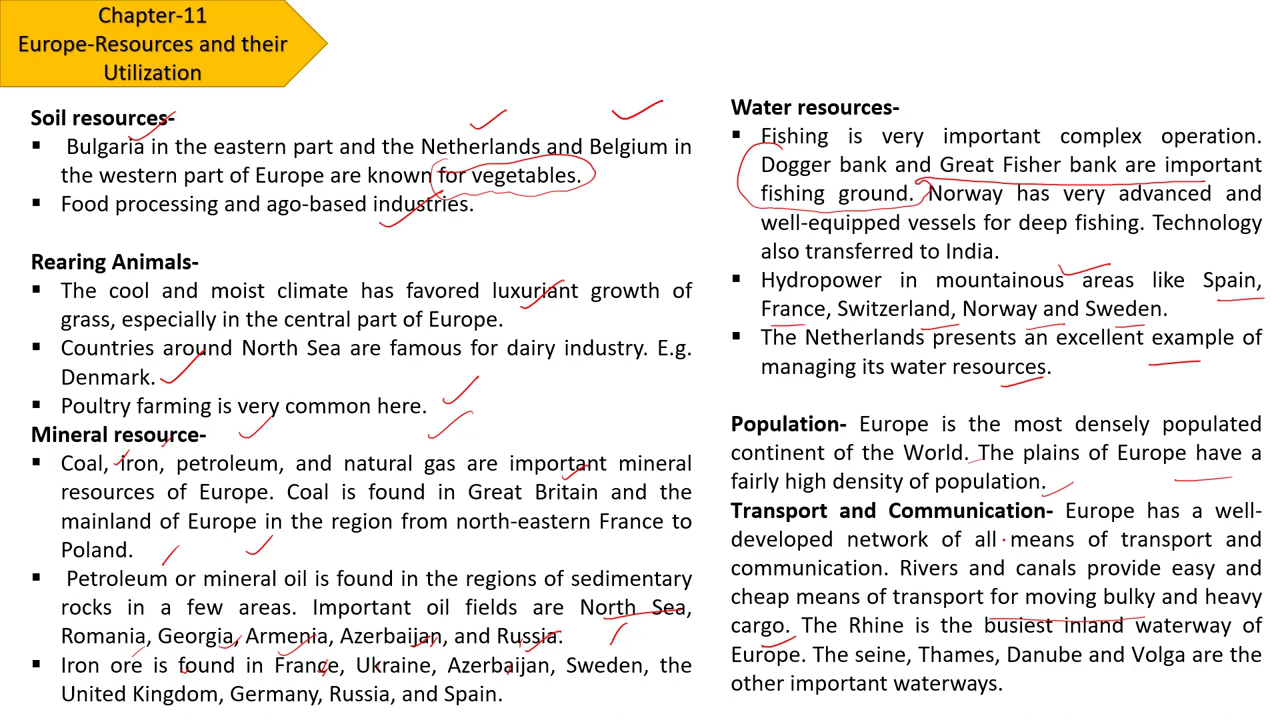 Chapter-11
Europe-Resources and their
Utilization
Soil resources-
▪ Bulgaria in the eastern part and the Netherlands and Belgium in
the western part of Europe are known for vegetables.
▪ Food processing and ago-based industries.
Rearing Animals-
▪ The cool and moist climate has favored luxuriant growth of
grass, especially in the central part of Europe.
▪ Countries around North Sea are famous for dairy industry. E.g.
Denmark.
▪ Poultry farming is very common here.
Mineral resource-
▪ Coal, iron, petroleum, and natural gas are important mineral
resources of Europe. Coal is found in Great Britain and the
mainland of Europe in the region from north-eastern France to
Poland.
▪ Petroleum or mineral oil is found in the regions of sedimentary
rocks in a few areas. Important oil fields are North Sea,
Romania, Georgia, Armenia, Azerbaijan, and Russia.
▪ Iron ore is found in France, Ukraine, Azerbaijan, Sweden, the
United Kingdom, Germany, Russia, and Spain.
Water resources-
▪ Fishing is very important complex operation.
Dogger bank and Great Fisher bank are important
fishing ground. Norway has very advanced and
well-equipped vessels for deep fishing. Technology
also transferred to India.
▪ Hydropower in mountainous areas like Spain,
France, Switzerland, Norway and Sweden.
▪ The Netherlands presents an excellent example of
managing its water resources.
Population- Europe is the most densely populated
continent of the World. The plains of Europe have a
fairly high density of population.
Transport and Communication- Europe has a well-
developed network of all means of transport and
communication. Rivers and canals provide easy and
cheap means of transport for moving bulky and heavy
cargo. The Rhine is the busiest inland waterway of
Europe. The seine, Thames, Danube and Volga are the
other important waterways.